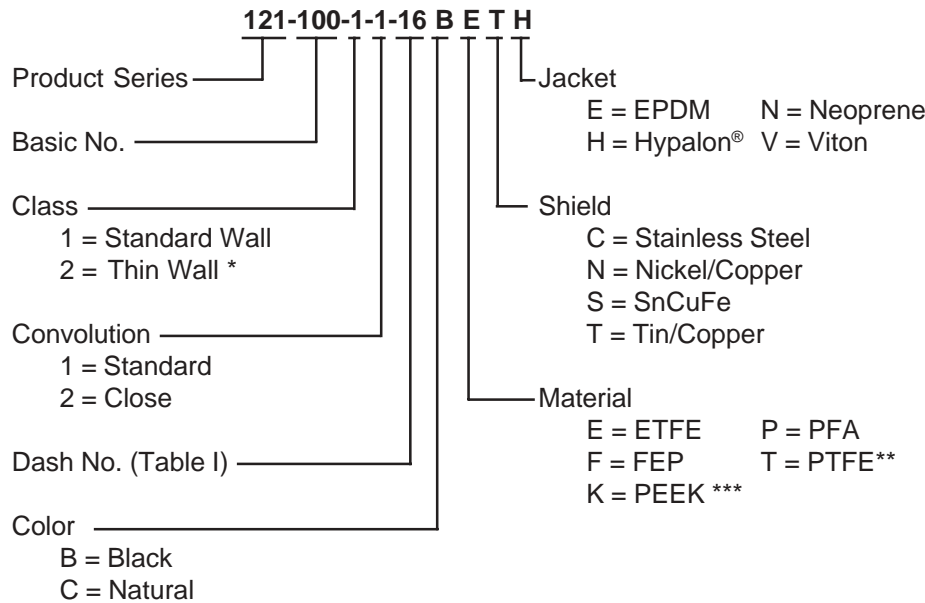 121-100-1-1-16 B E T H
Product Series
Basic No.
Class
1 = Standard Wall
2 = Thin Wall *
Convolution
1 = Standard
2 = Close
Dash No. (Table I)
Color
B = Black
C = Natural
Jacket
E = EPDM N = Neoprene
H = Hypalon® V = Viton
Shield
C = Stainless Steel
N = Nickel/Copper
S = SnCuFe
T = Tin/Copper
Material
E = ETFE P = PFA
F = FEP T = PTFE**
K = PEEK ***